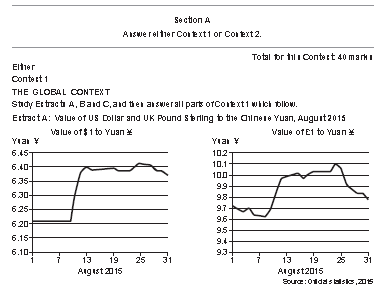 Section A
Answer either Context 1 or Context 2.
Total for this Context: 40 marks
Either
Context 1
THE GLOBAL CONTEXT
Study Extracts A, B and C, and then answer all parts of Context 1 which follow.
Extract A: Value of US Dollar and UK Pound Sterling to the Chinese Yuan, August 2015
Value of $1 to Yuan ¥
Yuan ¥
6.45
6.40
6.35
6.30
6.25
6.20
6.15
6.10
1 7 13 19 25 31
August 2015
Value of £1 to Yuan ¥
Yuan ¥
10.2
10.1
10.0
9.9
9.8
9.7
9.6
9.5
9.4
9.3
1 7 13 19 25 31
August 2015
Source: Official statistics, 2015